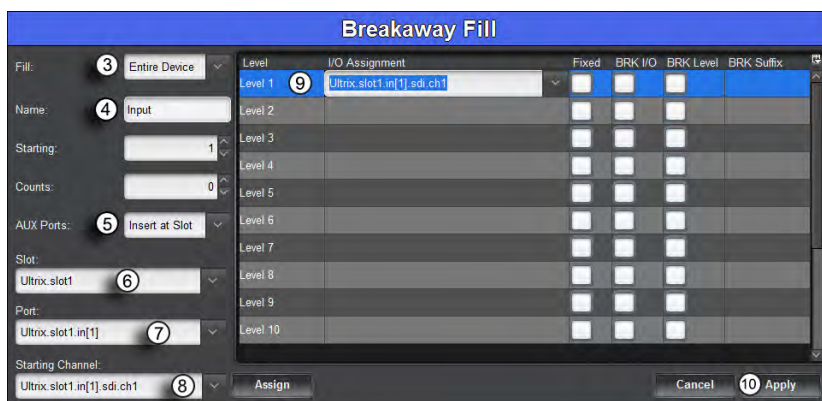 Breakaway Fill
Fill: 3 Entire Device
Name: 4 Input
Starting: 1
Counts: 0
AUX Ports: 5 Insert at Slot
Slot:
Ultrix.slot1 6
Port:
Ultrix.slot1.in[1] 7
Starting Channel:
Ultrix.slot1.in[1].sdi.ch1 8
Level I/O Assignment Fixed BRK I/O BRK Level BRK Suffix
Level 1 9 Ultrix.slot1.in[1].sdi.ch1
Level 2
Level 3
Level 4
Level 5
Level 6
Level 7
Level 8
Level 9
Level 10
Assign Cancel 10 Apply